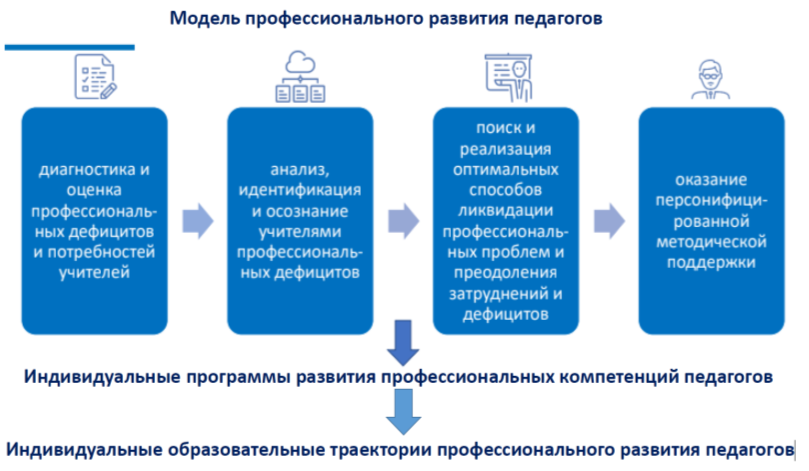 Модель профессионального развития педагогов
диагностика и
оценка
профессиональ-
ных дефицитов
и потребностей
учителей
анализ,
идентификация
и осознание
учителями
профессиональ-
ных дефицитов
поиск и
реализация
оптимальных
способов
ликвидации
профессиональ-
ных проблем и
преодоления
затруднений и
дефицитов
оказание
персонифици-
рованной
методической
поддержки
Индивидуальные программы развития профессиональных компетенций педагогов
Индивидуальные образовательные траектории профессионального развития педагогов